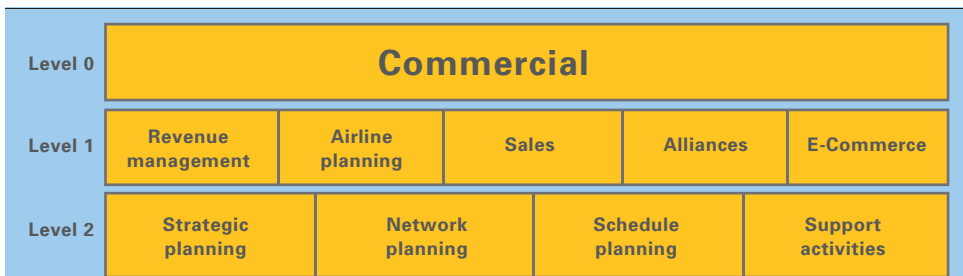 Level 0
Commercial
Level 1
Revenue
management
Airline
planning
Sales
Alliances
E-Commerce
Level 2
Strategic
planning
Network
planning
Schedule
planning
Support
activities